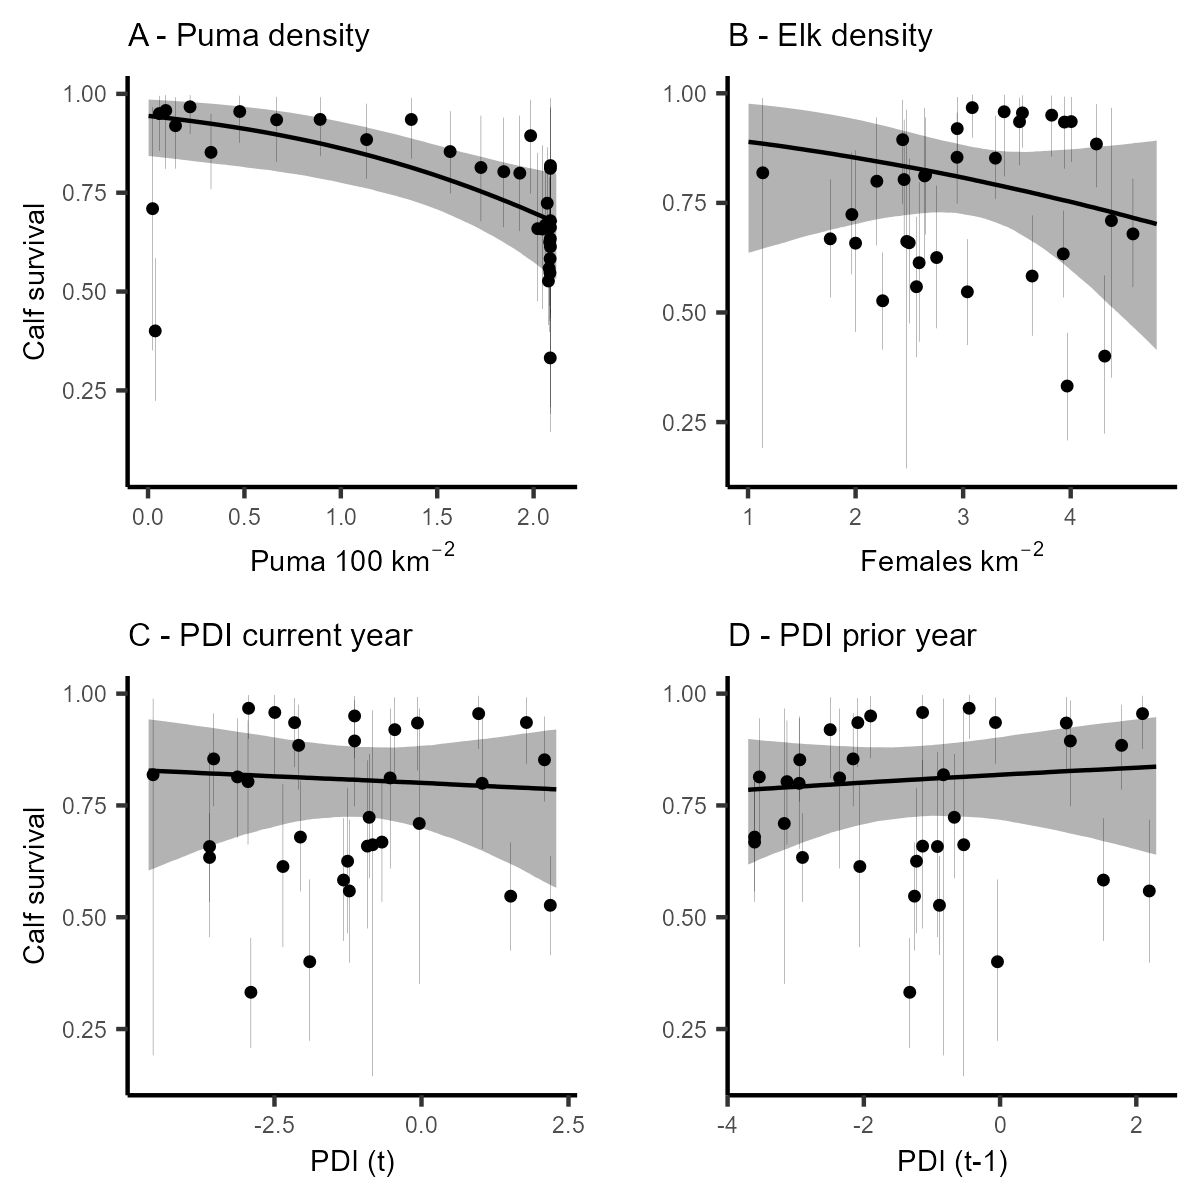 A - Puma density
Calf survival
1.00
0.75
0.50
0.25
0.0 0.5 1.0 1.5 2.0
Puma 100 km⁻²
B - Elk density
1.00
0.75
0.50
0.25
1 2 3 4
Females km⁻²
C - PDI current year
Calf survival
1.00
0.75
0.50
0.25
-2.5 0.0 2.5
PDI (t)
D - PDI prior year
1.00
0.75
0.50
0.25
-4 -2 0 2
PDI (t-1)